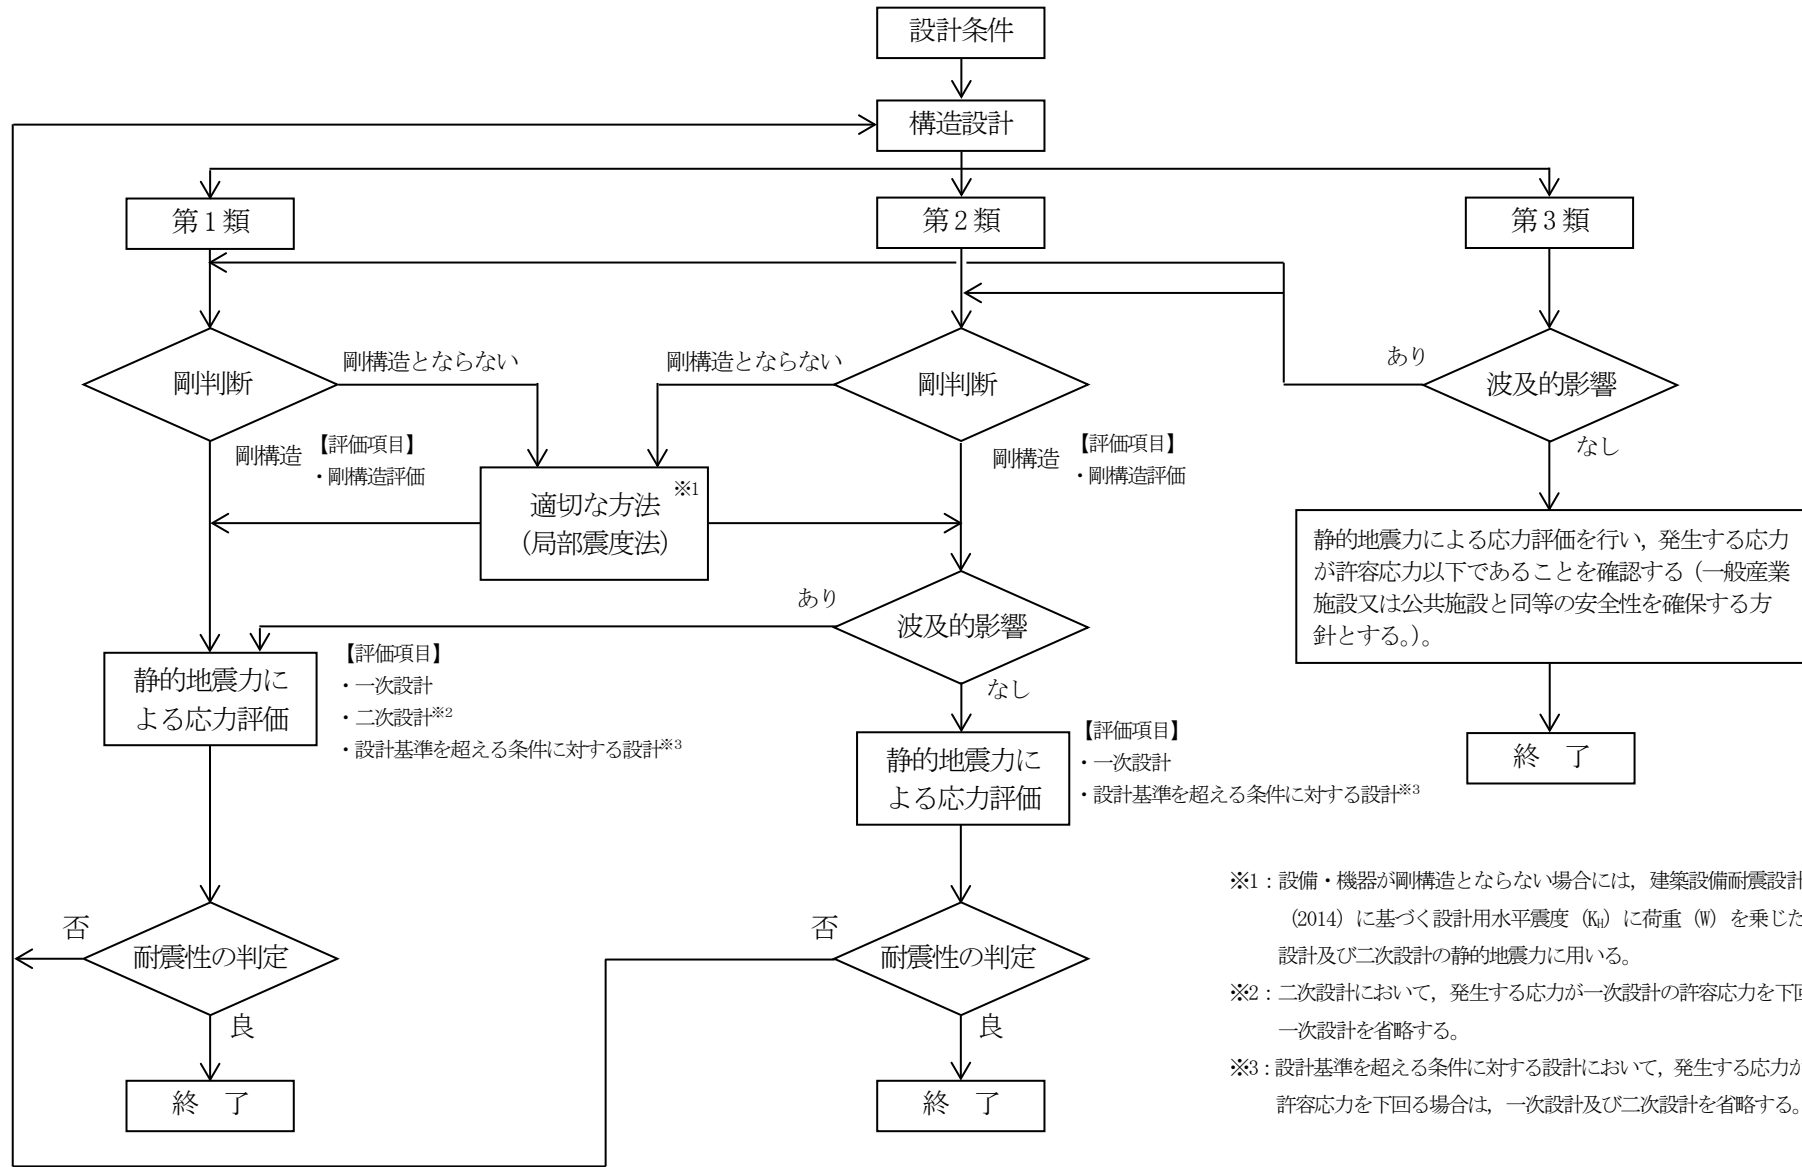 設計条件
構造設計
第1類
第2類
第3類
剛判断
剛構造とならない
剛構造とならない
剛判断
あり
波及的影響
剛構造
【評価項目】
・剛構造評価
適切な方法※1
(局部震度法)
剛構造
【評価項目】
・剛構造評価
なし
静的地震力による応力評価を行い,発生する応力
が許容応力以下であることを確認する(一般産業
施設又は公共施設と同等の安全性を確保する方
針とする。)。
終 了
あり
波及的影響
なし
静的地震力に
よる応力評価
【評価項目】
・一次設計
・二次設計※2
・設計基準を超える条件に対する設計※3
静的地震力に
よる応力評価
【評価項目】
・一次設計
・設計基準を超える条件に対する設計※3
否
耐震性の判定
良
終 了
否
耐震性の判定
良
終 了
※1:設備・機器が剛構造とならない場合には,建築設備耐震設計
(2014)に基づく設計用水平震度(KH)に荷重(W)を乗じた
設計及び二次設計の静的地震力に用いる。
※2:二次設計において,発生する応力が一次設計の許容応力を下回
一次設計を省略する。
※3:設計基準を超える条件に対する設計において,発生する応力が
許容応力を下回る場合は,一次設計及び二次設計を省略する。